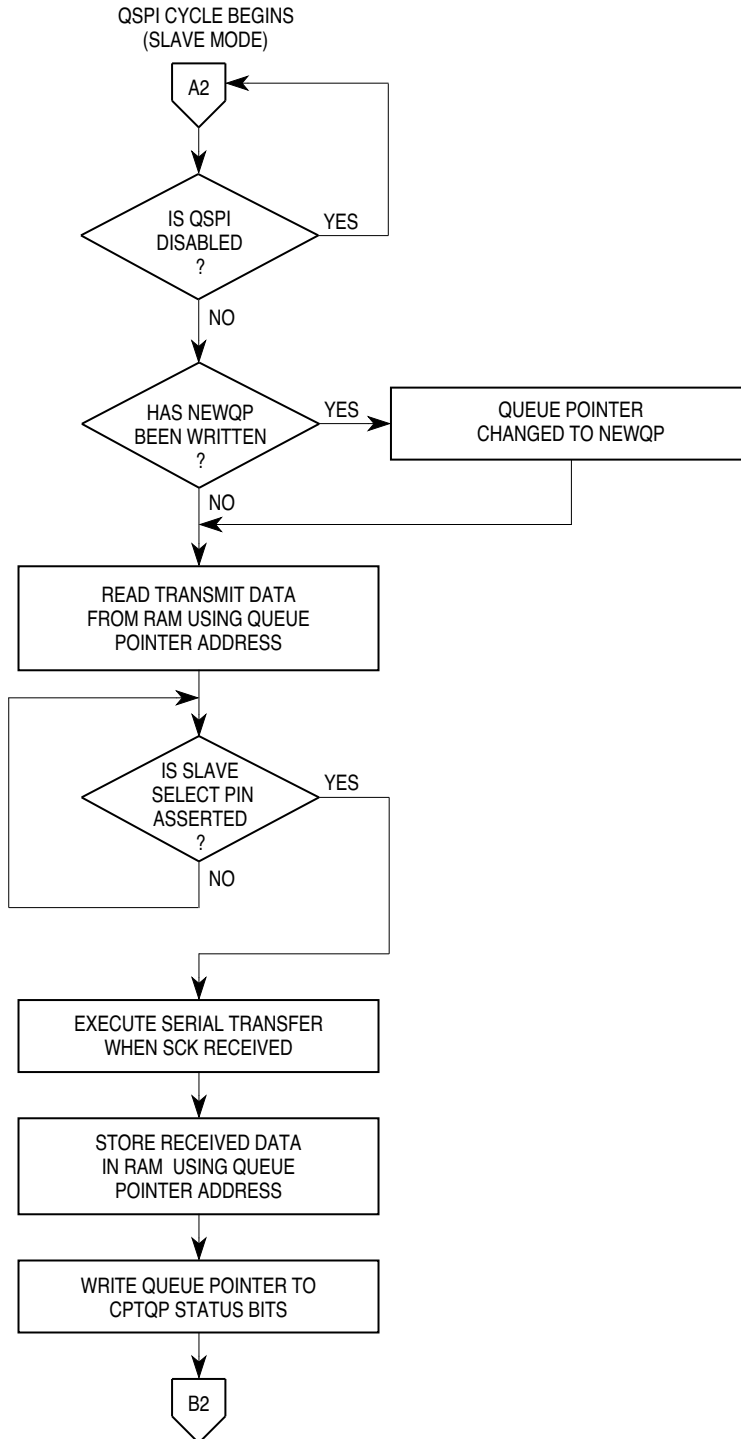 QSPI CYCLE BEGINS
(SLAVE MODE)
A2
IS QSPI
DISABLED
?
YES
NO
HAS NEWQP
BEEN WRITTEN
?
YES
QUEUE POINTER
CHANGED TO NEWQP
NO
READ TRANSMIT DATA
FROM RAM USING QUEUE
POINTER ADDRESS
IS SLAVE
SELECT PIN
ASSERTED
?
YES
NO
EXECUTE SERIAL TRANSFER
WHEN SCK RECEIVED
STORE RECEIVED DATA
IN RAM USING QUEUE
POINTER ADDRESS
WRITE QUEUE POINTER TO
CPTQP STATUS BITS
B2